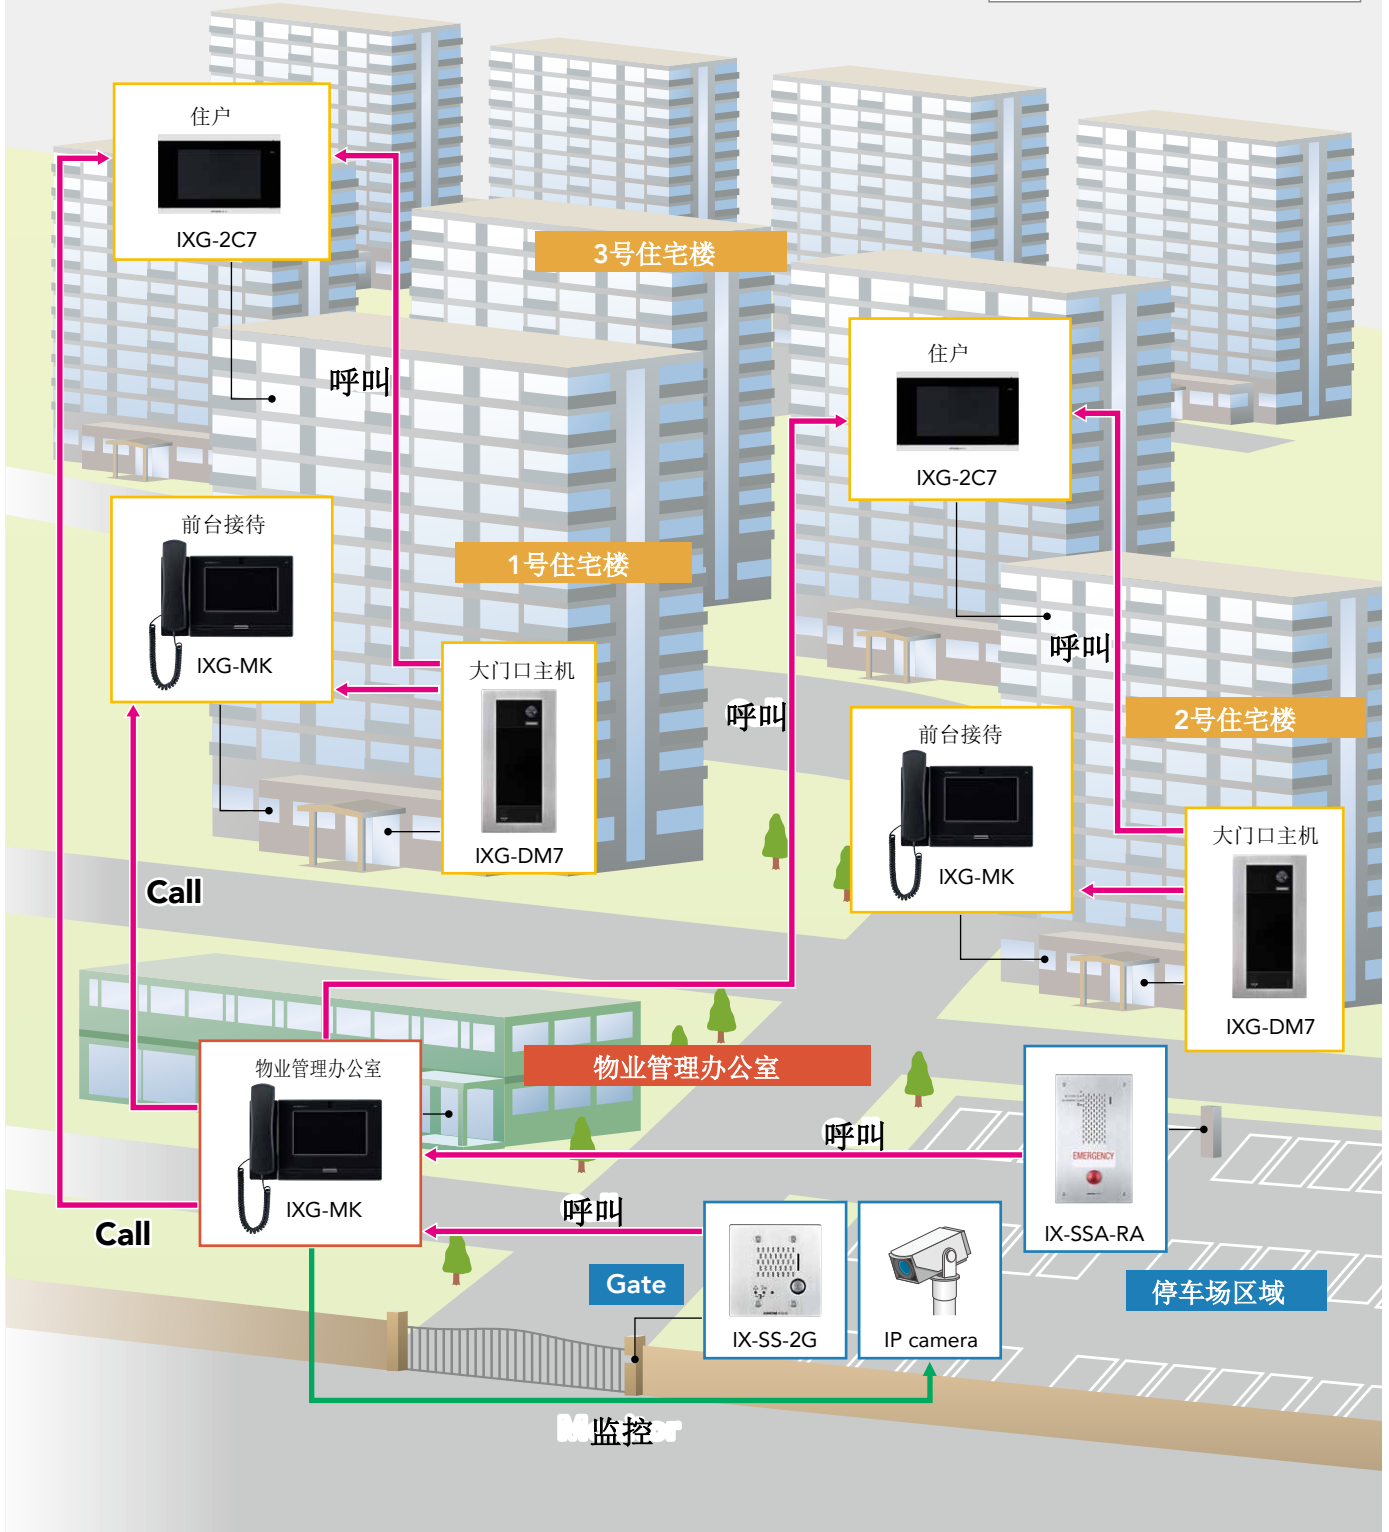 住户
IXG-2C7
3号住宅楼
呼叫
住户
IXG-2C7
前台接待
IXG-MK
1号住宅楼
呼叫
大门口主机
IXG-DM7
呼叫
前台接待
IXG-MK
2号住宅楼
大门口主机
IXG-DM7
Call
物业管理办公室
物业管理办公室
IXG-MK
呼叫
EMERGENCY
IX-SSA-RA
呼叫
Call
Gate
IX-SS-2G
IP camera
停车场区域
监控